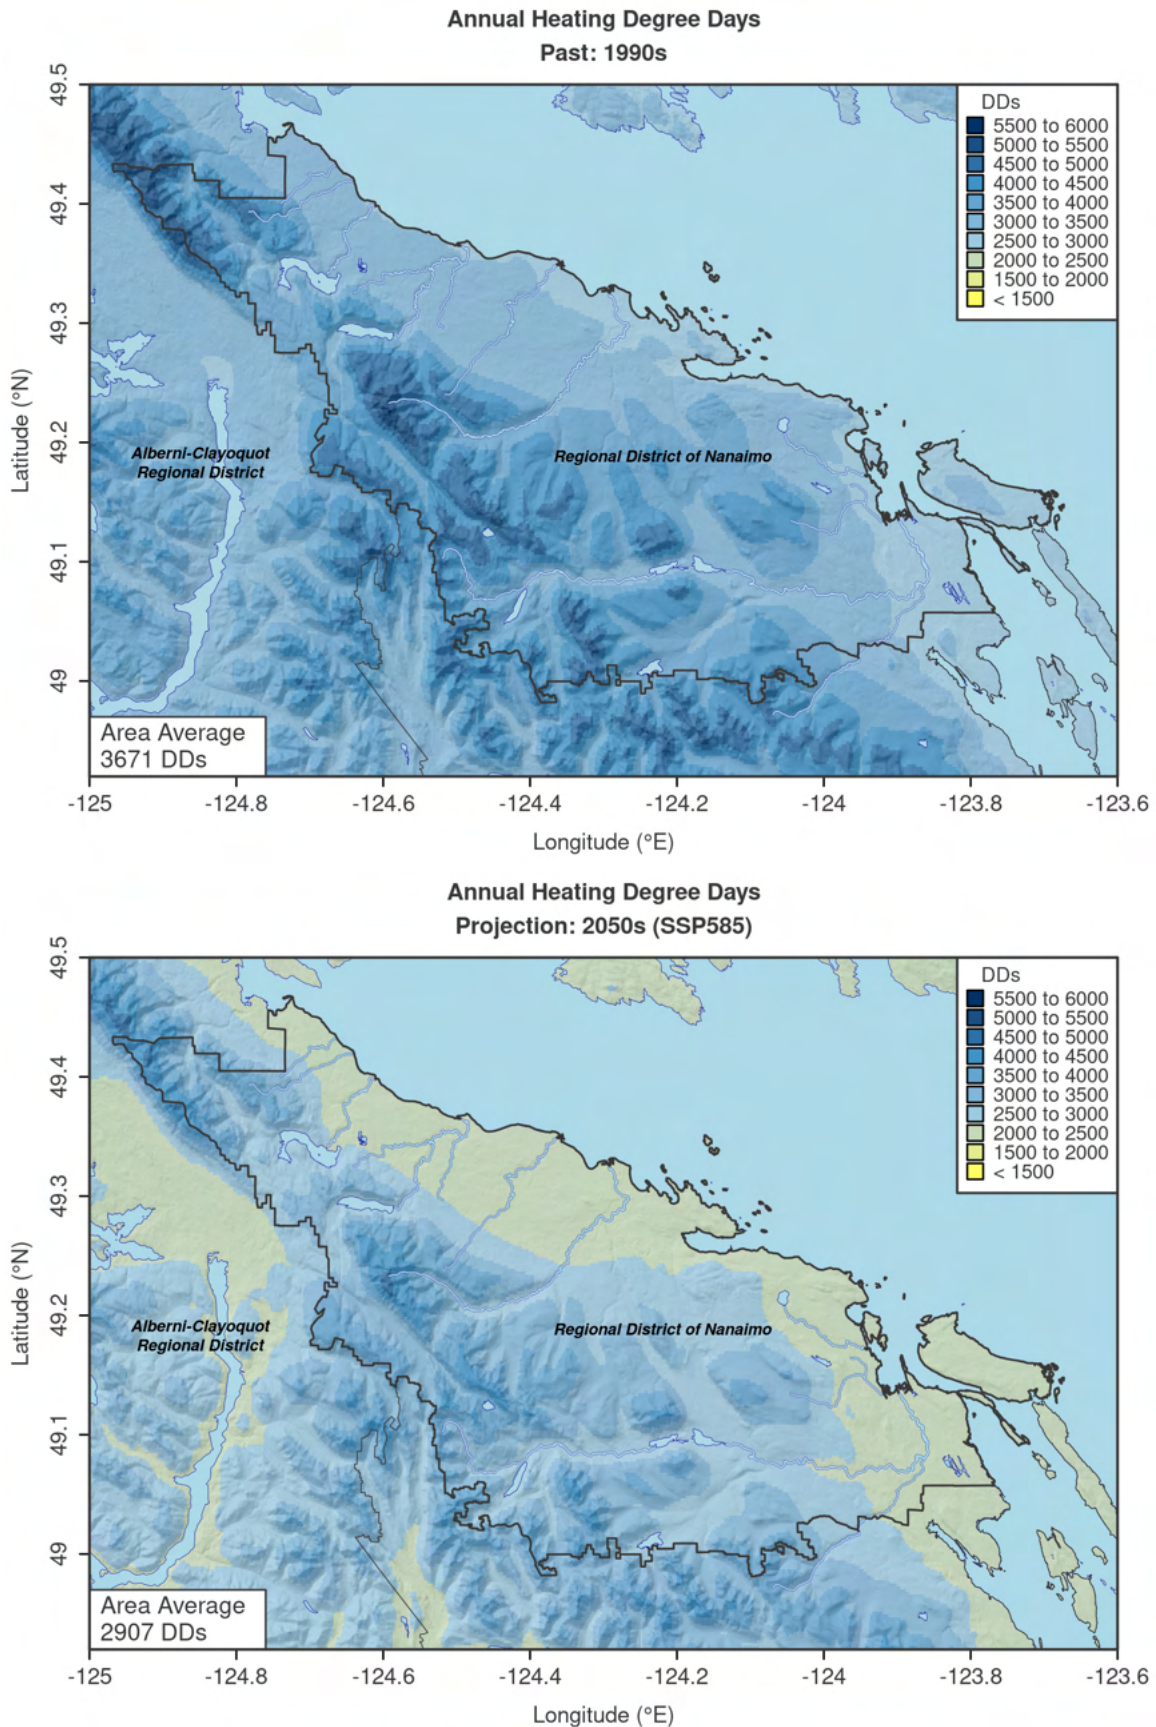 Annual Heating Degree Days
Past: 1990s
DDs
5500 to 6000
5000 to 5500
4500 to 5000
4000 to 4500
3500 to 4000
3000 to 3500
2500 to 3000
2000 to 2500
1500 to 2000
< 1500
49.5
49.4
49.3
49.2
49.1
49
Latitude (°N)
Alberni-Clayoquot
Regional District
Regional District of Nanaimo
Area Average
3671 DDs
-125
-124.8
-124.6
-124.4
-124.2
-124
-123.8
-123.6
Longitude (°E)
Annual Heating Degree Days
Projection: 2050s (SSP585)
DDs
5500 to 6000
5000 to 5500
4500 to 5000
4000 to 4500
3500 to 4000
3000 to 3500
2500 to 3000
2000 to 2500
1500 to 2000
< 1500
49.5
49.4
49.3
49.2
49.1
49
Latitude (°N)
Alberni-Clayoquot
Regional District
Regional District of Nanaimo
Area Average
2907 DDs
-125
-124.8
-124.6
-124.4
-124.2
-124
-123.8
-123.6
Longitude (°E)